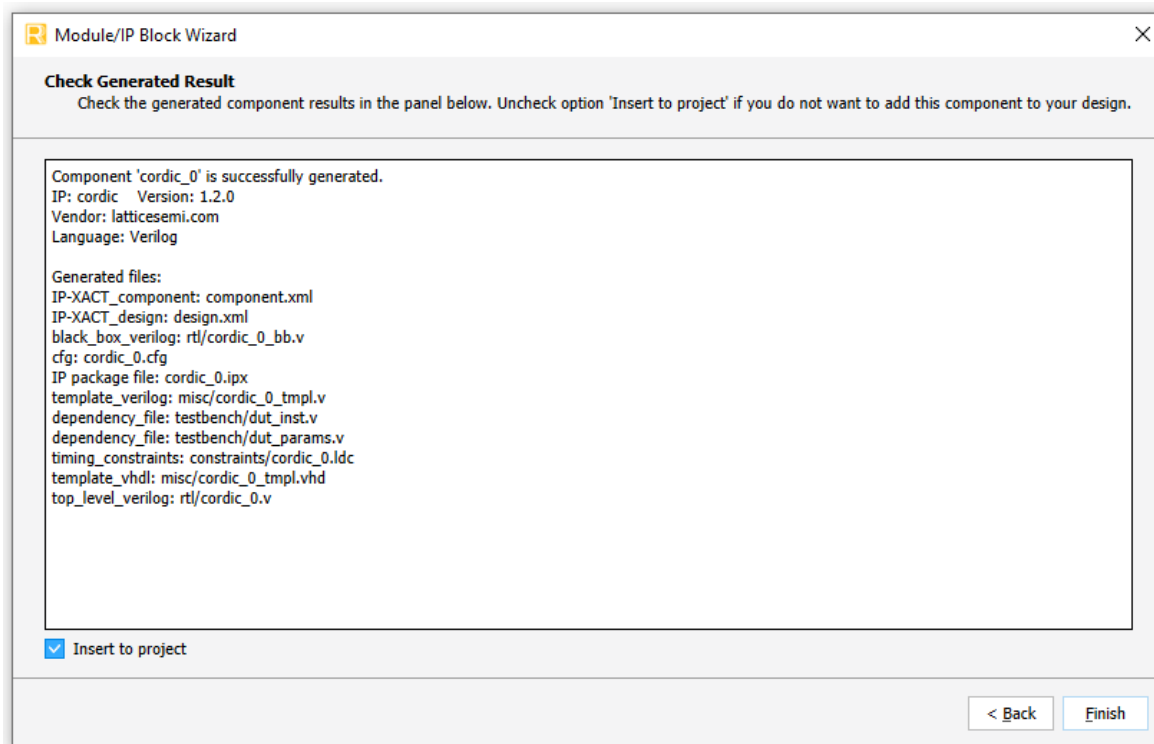 Module/IP Block Wizard
Check Generated Result
Check the generated component results in the panel below. Uncheck option 'Insert to project' if you do not want to add this component to your design.
Component 'cordic_0' is successfully generated.
IP: cordic Version: 1.2.0
Vendor: latticesemi.com
Language: Verilog
Generated files:
IP-XACT_component: component.xml
IP-XACT_design: design.xml
black_box_verilog: rtl/cordic_0_bb.v
cfg: cordic_0.cfg
IP package file: cordic_0.ipx
template_verilog: misc/cordic_0_tmpl.v
dependency_file: testbench/dut_inst.v
dependency_file: testbench/dut_params.v
timing_constraints: constraints/cordic_0.ldc
template_vhdl: misc/cordic_0_tmpl.vhd
top_level_verilog: rtl/cordic_0.v
Insert to project
< Back Finish